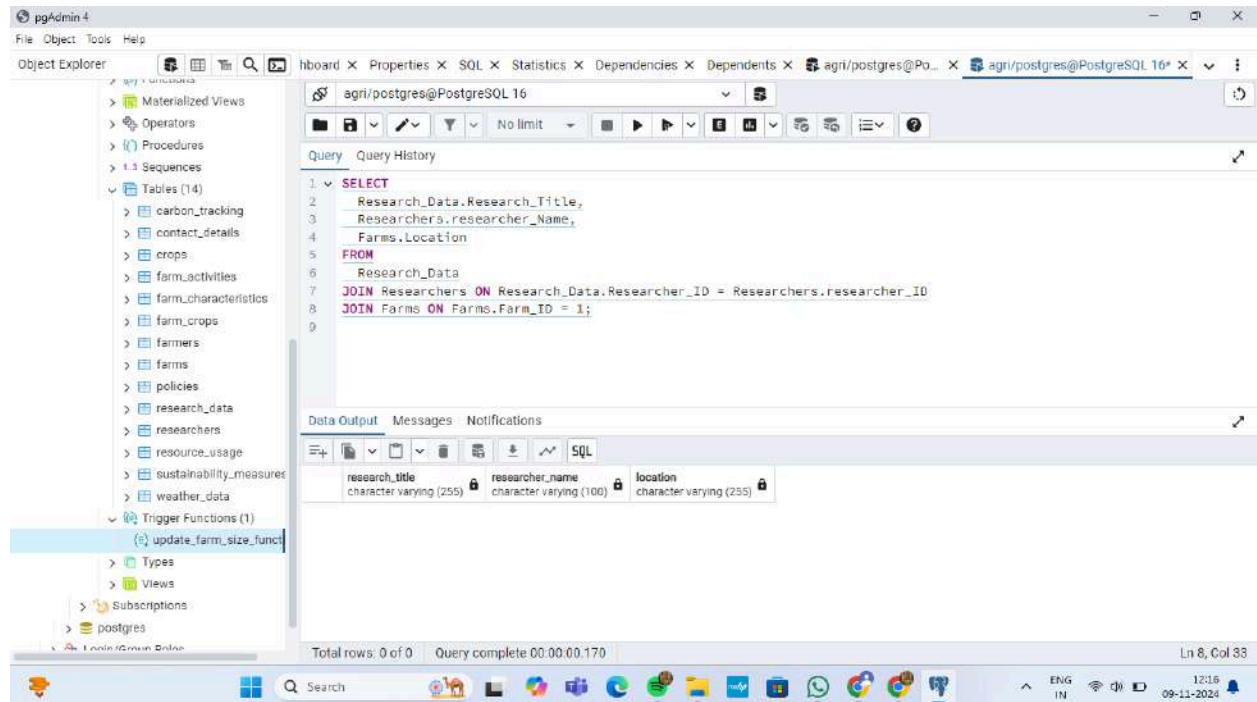 pgAdmin 4
File Object Tools Help
Object Explorer
hboard Properties SQL Statistics Dependencies Dependents agri/postgres@Po... agri/postgres@PostgreSQL 16*
Functions
Materialized Views
Operators
Procedures
1..3 Sequences
Tables (14)
carbon_tracking
contact_details
crops
farm_activities
farm_characteristics
farm_crops
farmers
farms
policies
research_data
researchers
resource_usage
sustainability_measures
weather_data
Trigger Functions (1)
update_farm_size_funct
Types
Views
Subscriptions
postgres
Login/Group Roles
agri/postgres@PostgreSQL 16
No limit
Query Query History
1 SELECT
2 Research_Data.Research_Title,
3 Researchers.researcher_Name,
4 Farms.Location
5 FROM
6 Research_Data
7 JOIN Researchers ON Research_Data.Researcher_ID = Researchers.researcher_ID
8 JOIN Farms ON Farms.Farm_ID = 1;
9
Data Output Messages Notifications
SQL
research_title researcher_name location
character varying (255) character varying (100) character varying (255)
Total rows: 0 of 0 Query complete 00:00:00.170 Ln 8, Col 33
Search
ENG 12:16
IN 09-11-2024